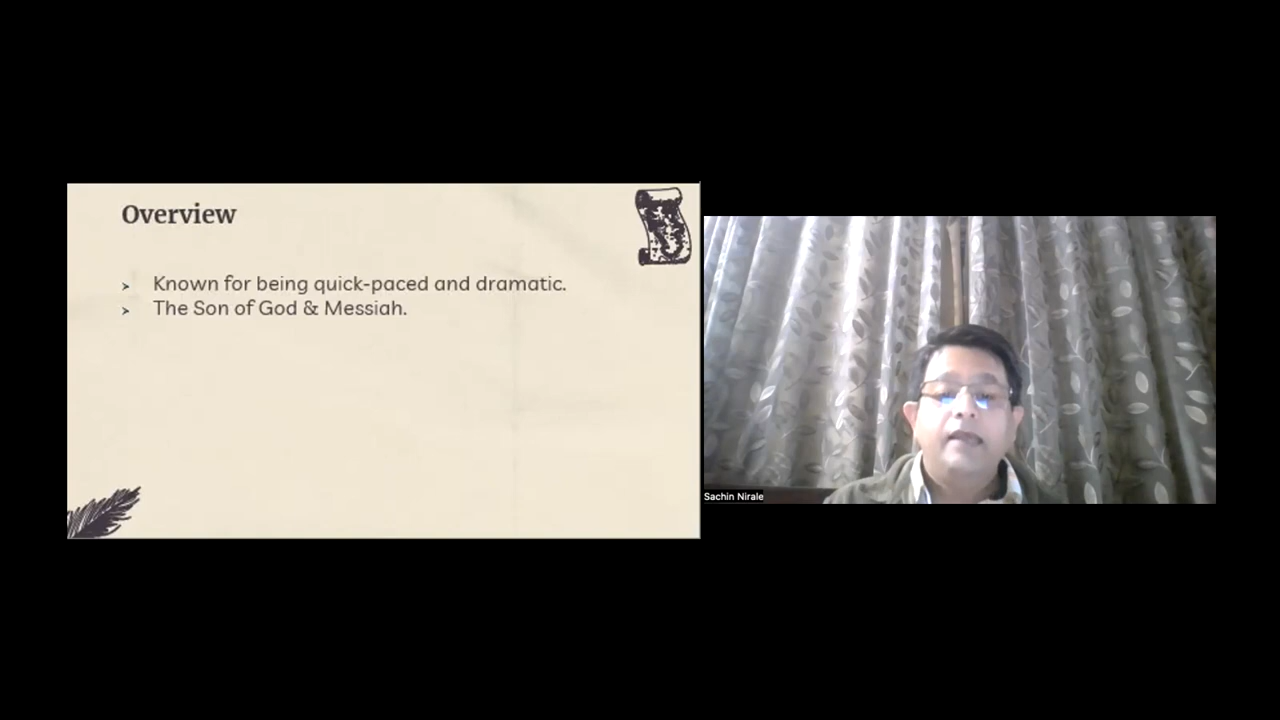 Overview
➢ Known for being quick-paced and dramatic.
➢ The Son of God & Messiah.
Sachin Nirale